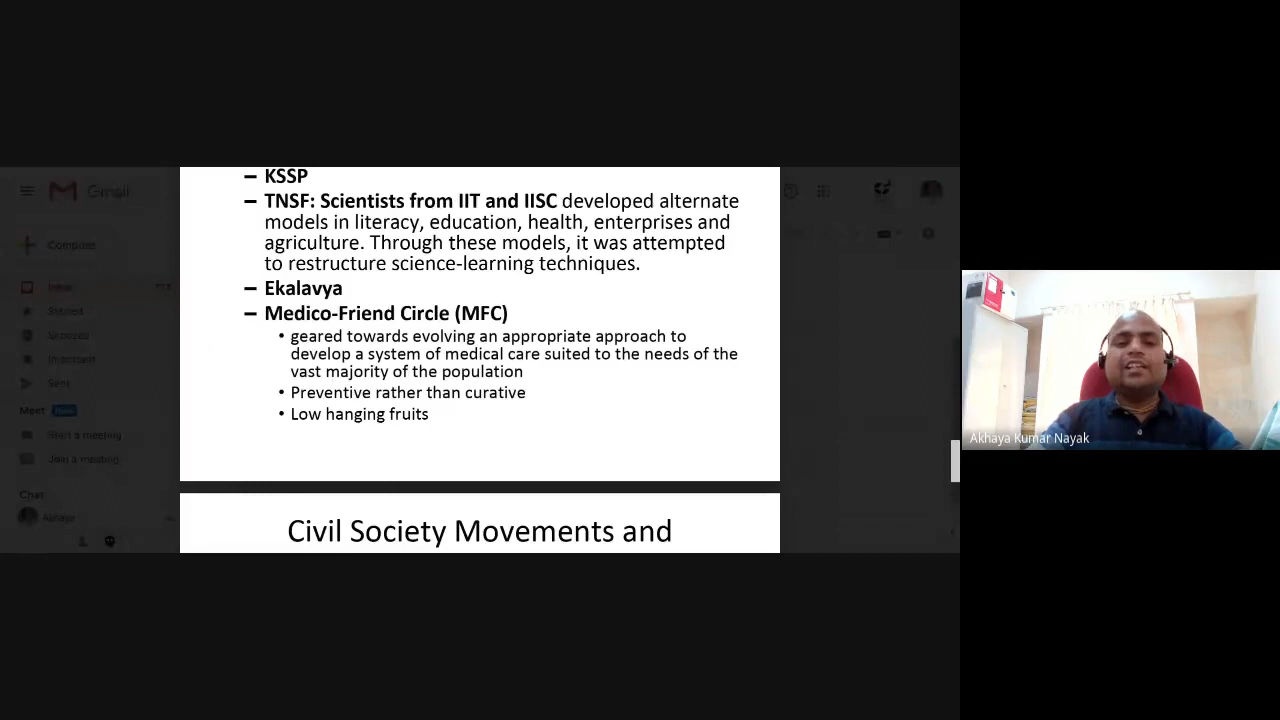 – KSSP
– TNSF: Scientists from IIT and IISC developed alternate
models in literacy, education, health, enterprises and
agriculture. Through these models, it was attempted
to restructure science-learning techniques.
– Ekalavya
– Medico-Friend Circle (MFC)
• geared towards evolving an appropriate approach to
develop a system of medical care suited to the needs of the
vast majority of the population
• Preventive rather than curative
• Low hanging fruits
Civil Society Movements and
Gmail
Compose
Inbox
Starred
Snoozed
Important
Sent
Meet New
Start a meeting
Join a meeting
Chat
Akhaya
Akhaya Kumar Nayak